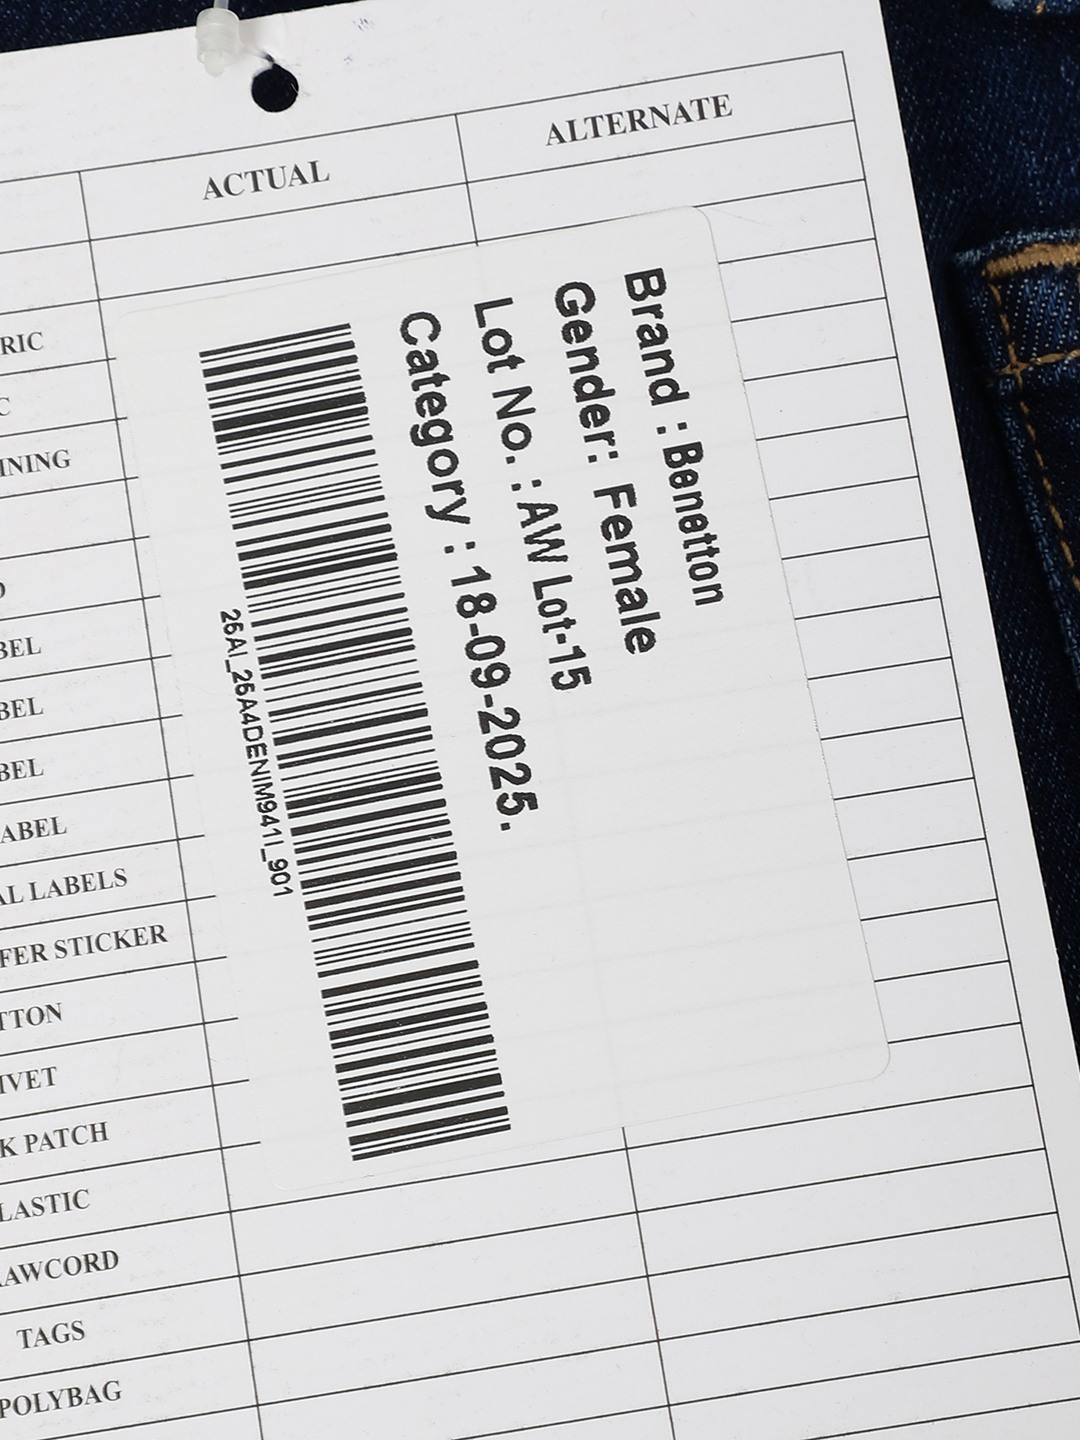 ACTUAL
ALTERNATE
Brand : Benetton
Gender: Female
Lot No. : AW Lot-15
Category : 18-09-2025.
25AI_25A4DENIM941I_901
RIC
C
INING
BEL
BEL
BEL
ABEL
AL LABELS
FER STICKER
TTON
IVET
K PATCH
LASTIC
AWCORD
TAGS
POLYBAG